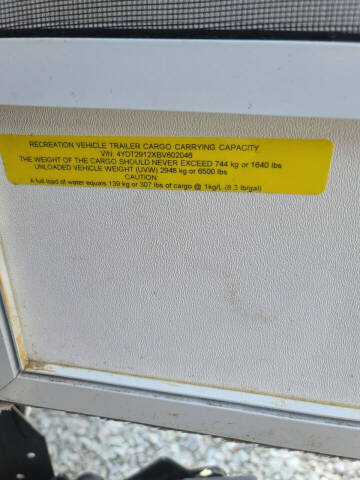 RECREATION VEHICLE TRAILER CARGO CARRYING CAPACITY
VIN: 4YDT2912XBV602046
THE WEIGHT OF THE CARGO SHOULD NEVER EXCEED 744 kg or 1640 lbs
UNLOADED VEHICLE WEIGHT (UVW) 2948 kg or 6500 lbs
CAUTION:
A full load of water equals 139 kg or 307 lbs of cargo @ 1kg/L (8.3 lb/gal)